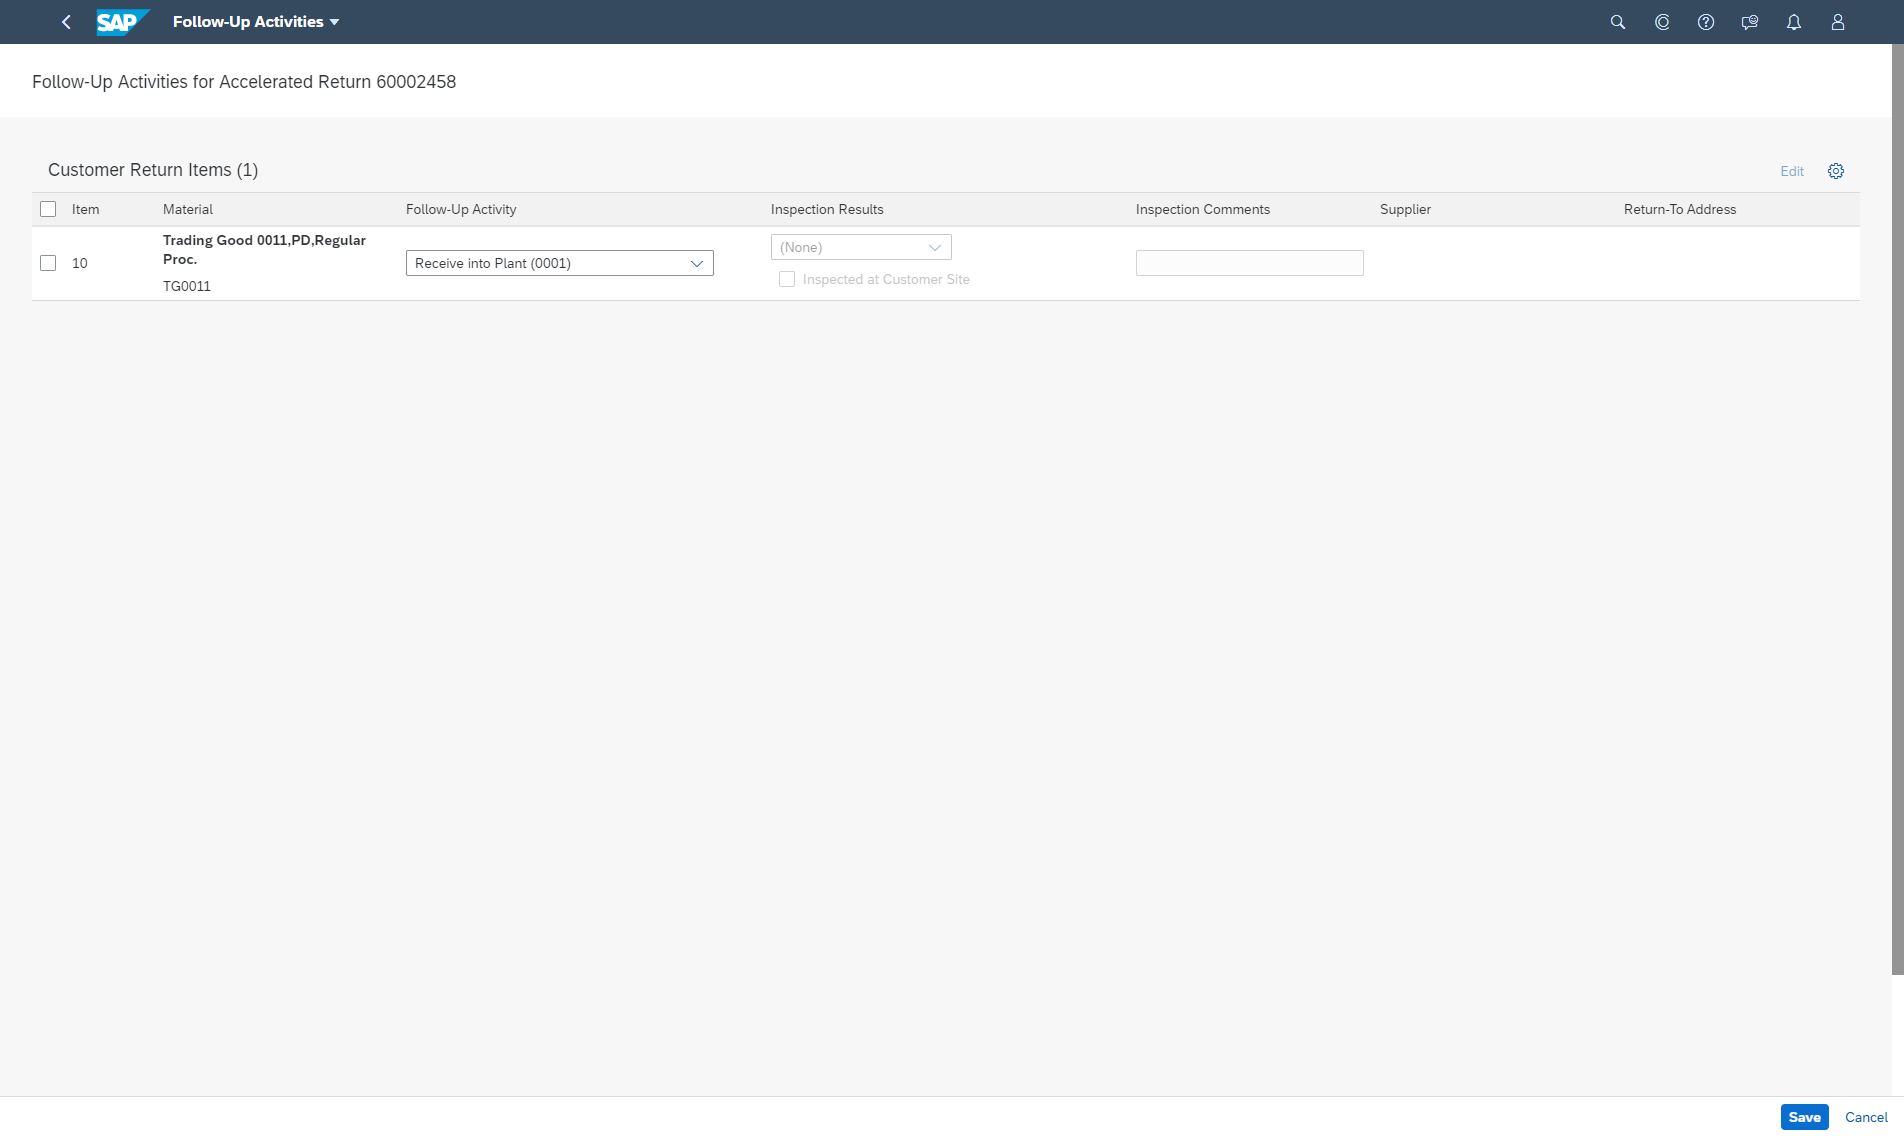 SAP
Follow-Up Activities
Follow-Up Activities for Accelerated Return 60002458
Customer Return Items (1)
Edit
Item
Material
Follow-Up Activity
Inspection Results
Inspection Comments
Supplier
Return-To Address
10
Trading Good 0011,PD,Regular
Proc.
TG0011
Receive into Plant (0001)
(None)
Inspected at Customer Site
Save
Cancel